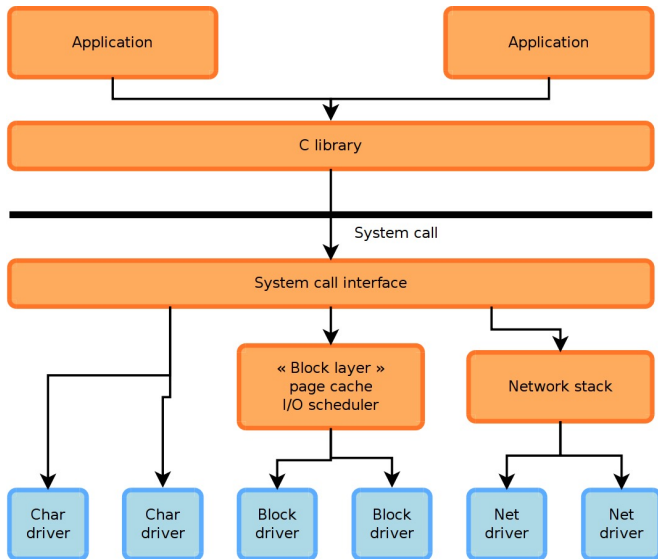 Application
Application
C library
System call
System call interface
« Block layer »
page cache
I/O scheduler
Network stack
Char
driver
Char
driver
Block
driver
Block
driver
Net
driver
Net
driver